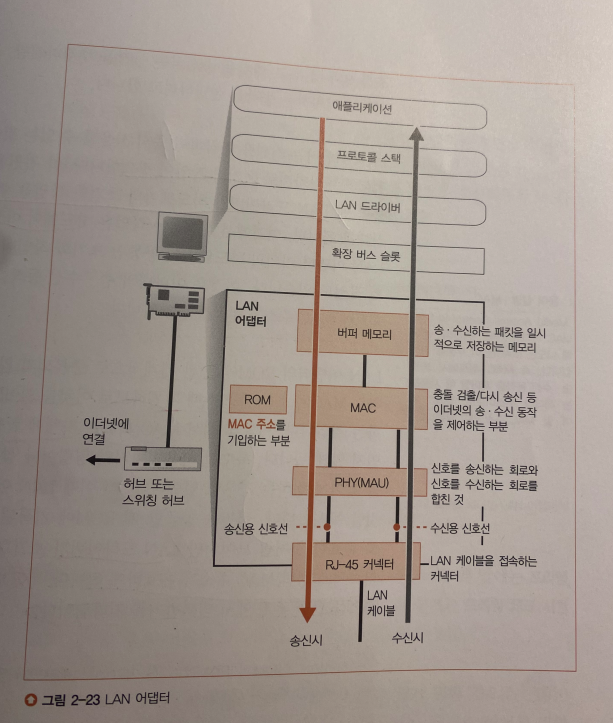 애플리케이션
프로토콜 스택
LAN 드라이버
확장 버스 슬롯
LAN
어댑터
버퍼 메모리
송·수신하는 패킷을 일시
적으로 저장하는 메모리
ROM
MAC 주소를
기입하는 부분
MAC
충돌 검출/다시 송신 등
이더넷의 송·수신 동작
을 제어하는 부분
이더넷에
연결
허브 또는
스위칭 허브
PHY(MAU)
신호를 송신하는 회로와
신호를 수신하는 회로를
합친 것
송신용 신호선
수신용 신호선
RJ-45 커넥터
LAN 케이블을 접속하는
커넥터
LAN
케이블
송신시
수신시
그림 2-23 LAN 어댑터